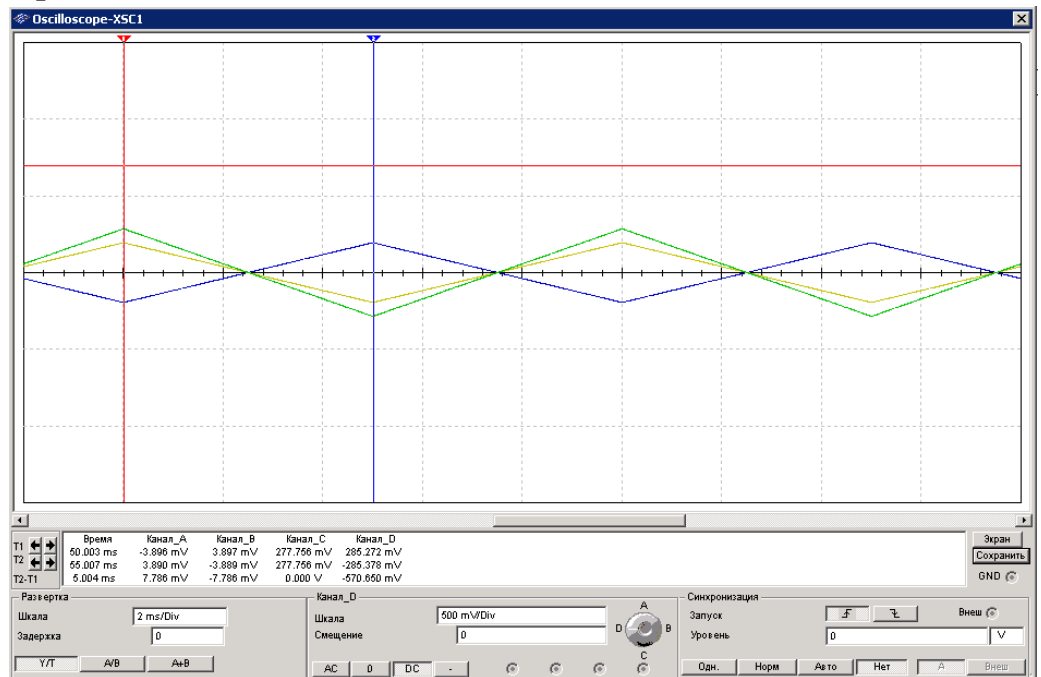 Oscilloscope-XSC1
1 2
T1
T2
T2-T1
Время Канал_A Канал_B Канал_C Канал_D
50.003 ms -3.896 mV 3.897 mV 277.756 mV 285.272 mV
55.007 ms 3.890 mV -3.889 mV 277.756 mV -285.378 mV
5.004 ms 7.786 mV -7.786 mV 0.000 V -570.650 mV
Экран
Сохранить
GND
Развертка
Шкала 2 ms/Div
Задержка 0
Y/T A/B A+B
Канал_D
Шкала 500 mV/Div
Смещение 0
AC 0 DC -
A
D B
C
Синхронизация
Запуск Внеш
Уровень 0 V
Одн. Норм Авто Нет A Внеш